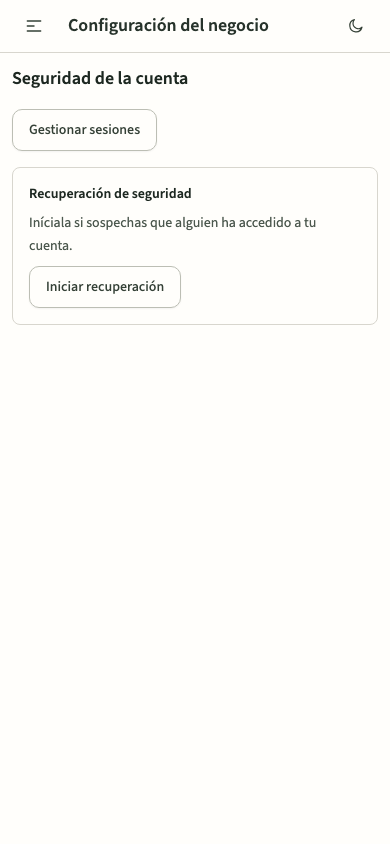 Configuración del negocio
Seguridad de la cuenta
Gestionar sesiones
Recuperación de seguridad
Iníciala si sospechas que alguien ha accedido a tu
cuenta.
Iniciar recuperación